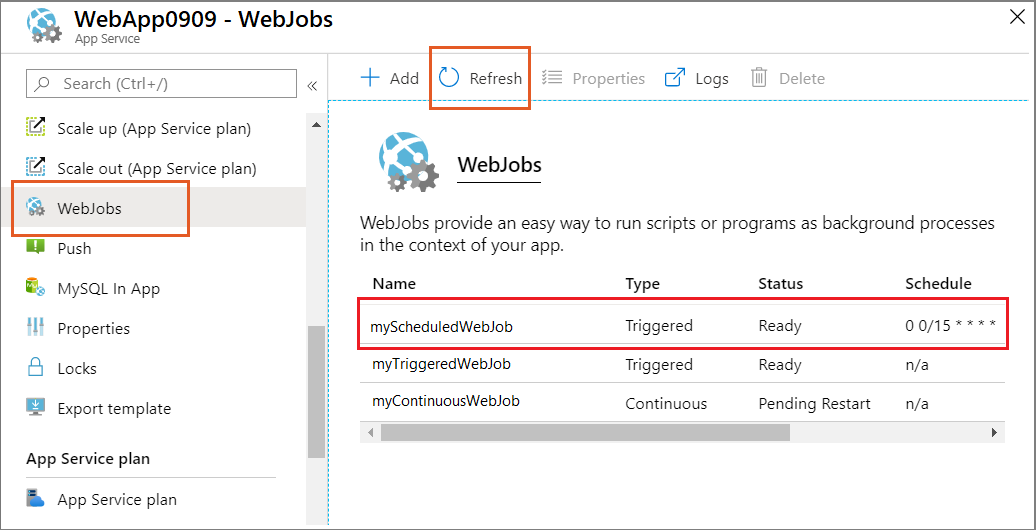 WebApp0909 - WebJobs
App Service
Search (Ctrl+/)
Scale up (App Service plan)
Scale out (App Service plan)
WebJobs
Push
MySQL In App
Properties
Locks
Export template
App Service plan
App Service plan
Add Refresh Properties Logs Delete
WebJobs
WebJobs provide an easy way to run scripts or programs as background processes
in the context of your app.
Name Type Status Schedule
myScheduledWebJob Triggered Ready 0 0/15 * * * *
myTriggeredWebJob Triggered Ready n/a
myContinuousWebJob Continuous Pending Restart n/a